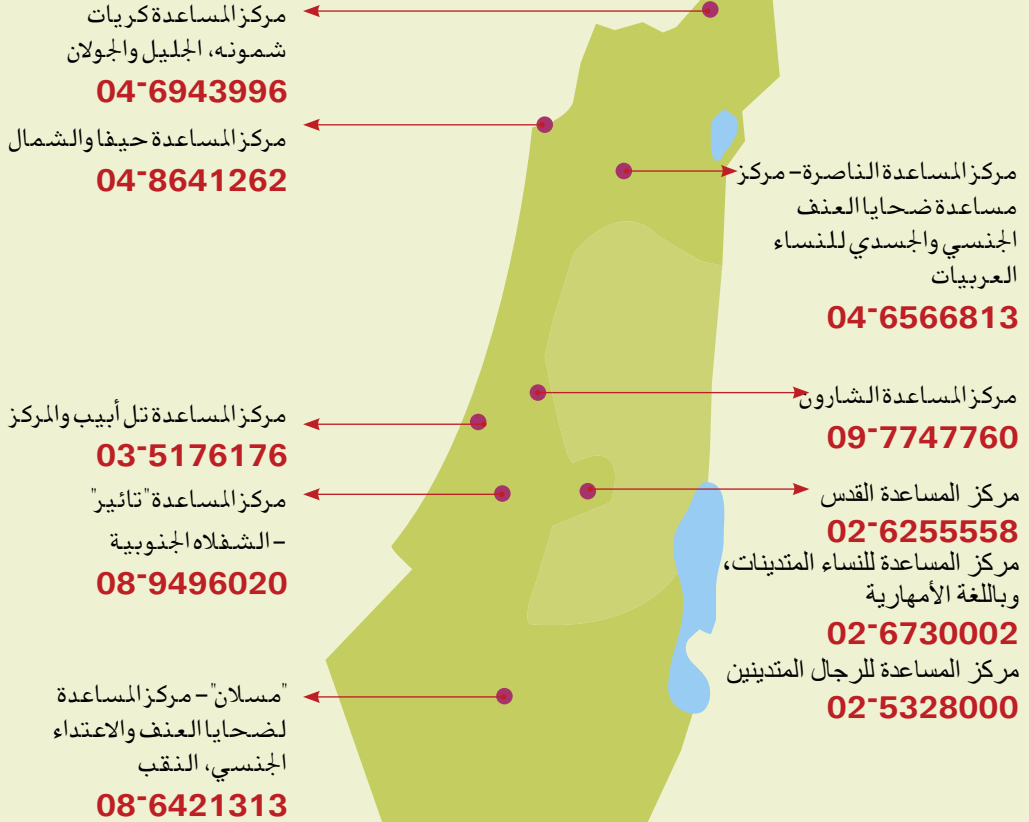 مركز المساعدة كريات
شمونه، الجليل والجولان
04-6943996
مركز المساعدة حيفا والشمال
04-8641262
مركز المساعدة الناصرة – مركز
مساعدة ضحايا العنف
الجنسي والجسدي للنساء
العربيات
04-6566813
مركز المساعدة الشارون
09-7747760
مركز المساعدة تل أبيب والمركز
03-5176176
مركز المساعدة "تائير"
– الشفلاه الجنوبية
08-9496020
مركز المساعدة القدس
02-6255558
مركز المساعدة للنساء المتدينات،
وباللغة الأمهارية
02-6730002
مركز المساعدة للرجال المتدينين
02-5328000
"مسلان" – مركز المساعدة
لضحايا العنف والاعتداء
الجنسي، النقب
08-6421313